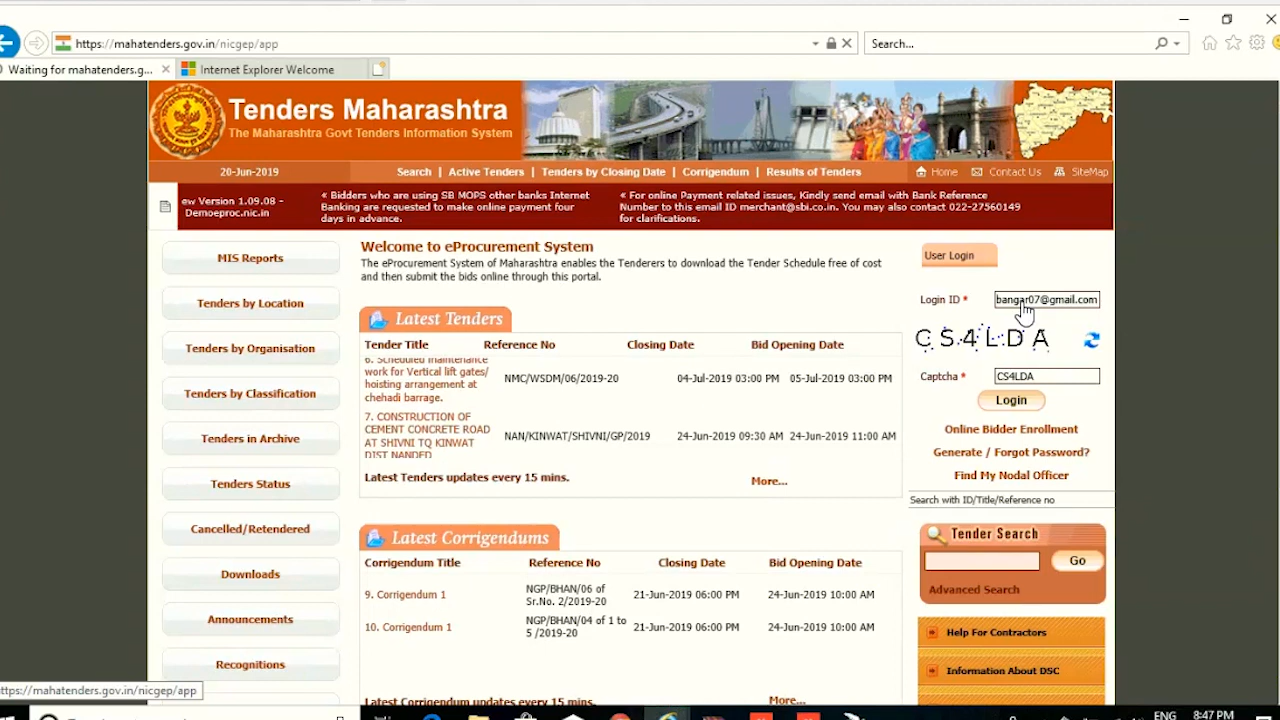 https://mahatenders.gov.in/nicgep/app
Search...
Waiting for mahatenders.g...
Internet Explorer Welcome
Tenders Maharashtra
The Maharashtra Govt Tenders Information System
20-Jun-2019
Search | Active Tenders | Tenders by Closing Date | Corrigendum | Results of Tenders
Home Contact Us SiteMap
ew Version 1.09.08 -
Demoeproc.nic.in
« Bidders who are using SB MOPS other banks Internet
Banking are requested to make online payment four
days in advance.
« For online Payment related issues, Kindly send email with Bank Reference
Number to this email ID merchant@sbi.co.in. You may also contact 022-27560149
for clarifications.
MIS Reports
Tenders by Location
Tenders by Organisation
Tenders by Classification
Tenders in Archive
Tenders Status
Cancelled/Retendered
Downloads
Announcements
Recognitions
Welcome to eProcurement System
The eProcurement System of Maharashtra enables the Tenderers to download the Tender Schedule free of cost
and then submit the bids online through this portal.
Latest Tenders
Tender Title Reference No Closing Date Bid Opening Date
6. Scheduled maintenance
work for Vertical lift gates/
hoisting arrangement at
chehadi barrage.
NMC/WSDM/06/2019-20 04-Jul-2019 03:00 PM 05-Jul-2019 03:00 PM
7. CONSTRUCTION OF
CEMENT CONCRETE ROAD
AT SHIVNI TQ KINWAT
DIST NANDED
NAN/KINWAT/SHIVNI/GP/2019 24-Jun-2019 09:30 AM 24-Jun-2019 11:00 AM
Latest Tenders updates every 15 mins.
More...
Latest Corrigendums
Corrigendum Title Reference No Closing Date Bid Opening Date
9. Corrigendum 1
NGP/BHAN/06 of
Sr.No. 2/2019-20
21-Jun-2019 06:00 PM 24-Jun-2019 10:00 AM
10. Corrigendum 1
NGP/BHAN/04 of 1 to
5 /2019-20
21-Jun-2019 06:00 PM 24-Jun-2019 10:00 AM
Latest Corrigendum updates every 15 mins.
More...
User Login
Login ID * bangar07@gmail.com
CS4LDA
Captcha * CS4LDA
Login
Online Bidder Enrollment
Generate / Forgot Password?
Find My Nodal Officer
Search with ID/Title/Reference no
Tender Search
Go
Advanced Search
Help For Contractors
Information About DSC
ttps://mahatenders.gov.in/nicgep/app
ENG 8:47 PM